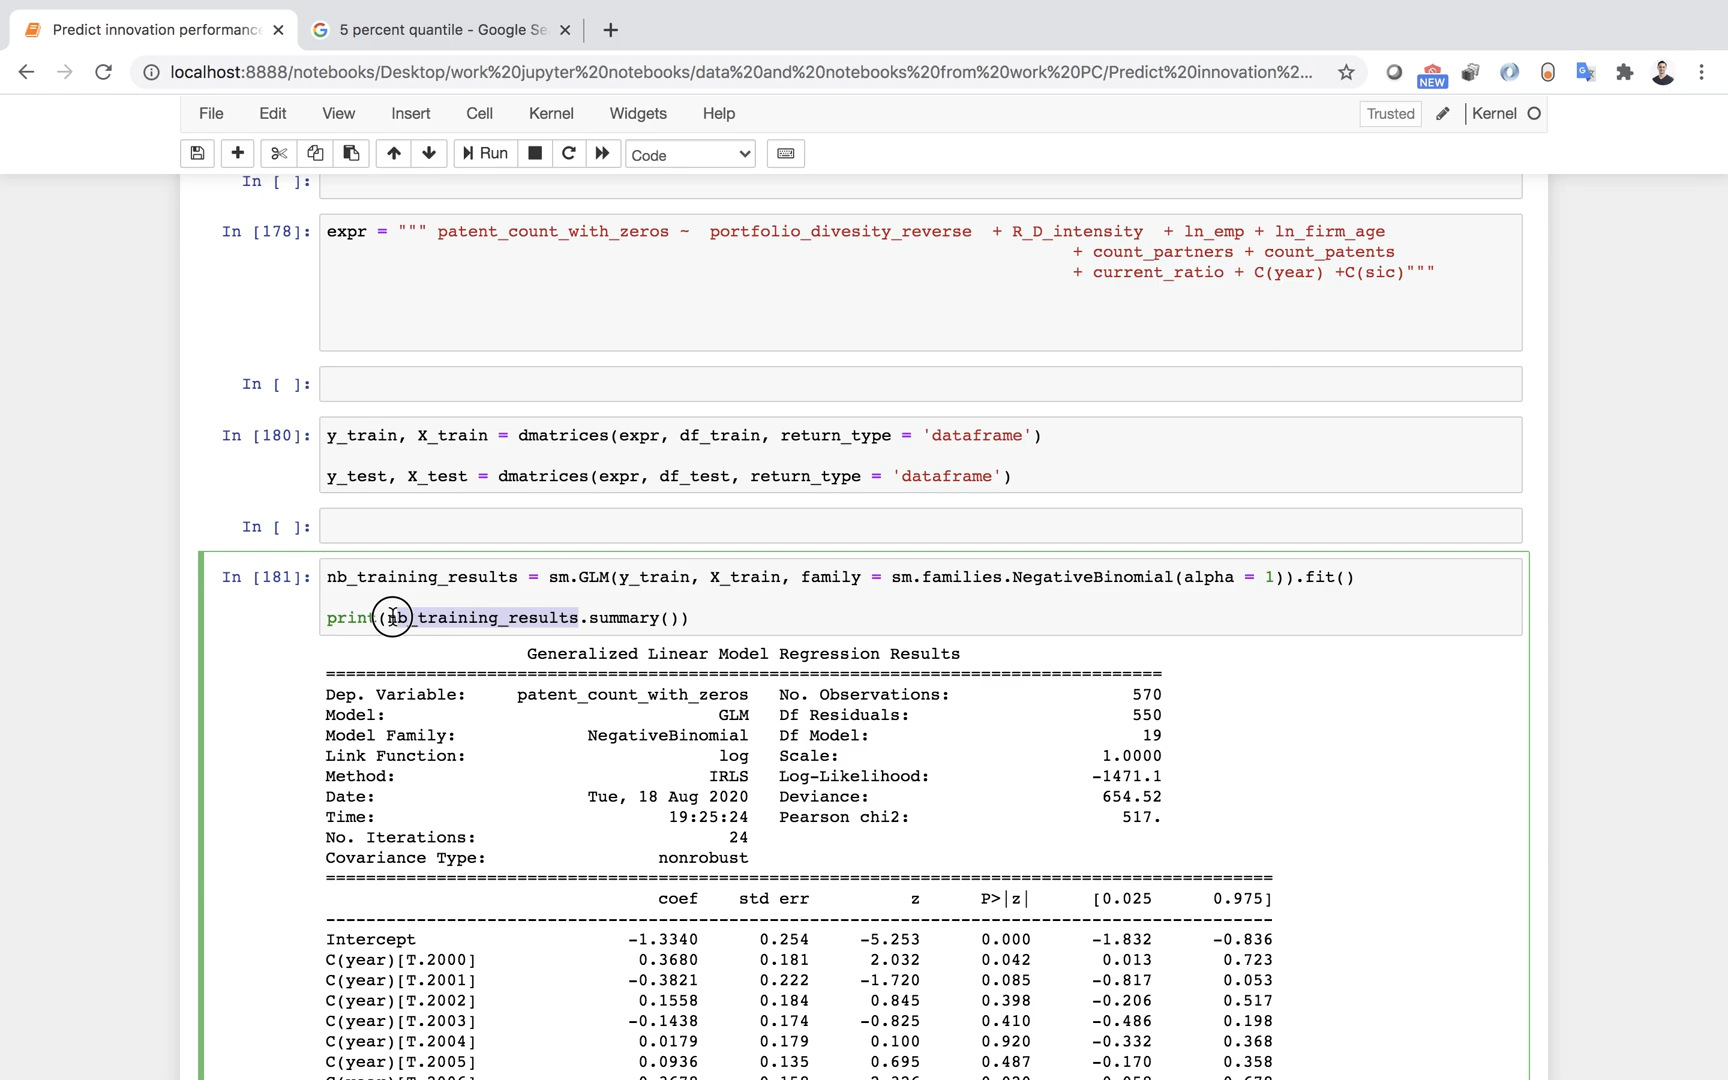 Predict innovation performance
5 percent quantile - Google Se
localhost:8888/notebooks/Desktop/work%20jupyter%20notebooks/data%20and%20notebooks%20from%20work%20PC/Predict%20innovation%2...
NEW
File Edit View Insert Cell Kernel Widgets Help Trusted Kernel
Run Code
In [ ]:
In [178]: expr = """ patent_count_with_zeros ~ portfolio_divesity_reverse + R_D_intensity + ln_emp + ln_firm_age
+ count_partners + count_patents
+ current_ratio + C(year) +C(sic)"""
In [ ]:
In [180]: y_train, X_train = dmatrices(expr, df_train, return_type = 'dataframe')
y_test, X_test = dmatrices(expr, df_test, return_type = 'dataframe')
In [ ]:
In [181]: nb_training_results = sm.GLM(y_train, X_train, family = sm.families.NegativeBinomial(alpha = 1)).fit()
print(nb_training_results.summary())
Generalized Linear Model Regression Results
==============================================================================
Dep. Variable: patent_count_with_zeros No. Observations: 570
Model: GLM Df Residuals: 550
Model Family: NegativeBinomial Df Model: 19
Link Function: log Scale: 1.0000
Method: IRLS Log-Likelihood: -1471.1
Date: Tue, 18 Aug 2020 Deviance: 654.52
Time: 19:25:24 Pearson chi2: 517.
No. Iterations: 24
Covariance Type: nonrobust
==============================================================================================
coef std err z P>|z| [0.025 0.975]
----------------------------------------------------------------------------------------------
Intercept -1.3340 0.254 -5.253 0.000 -1.832 -0.836
C(year)[T.2000] 0.3680 0.181 2.032 0.042 0.013 0.723
C(year)[T.2001] -0.3821 0.222 -1.720 0.085 -0.817 0.053
C(year)[T.2002] 0.1558 0.184 0.845 0.398 -0.206 0.517
C(year)[T.2003] -0.1438 0.174 -0.825 0.410 -0.486 0.198
C(year)[T.2004] 0.0179 0.179 0.100 0.920 -0.332 0.368
C(year)[T.2005] 0.0936 0.135 0.695 0.487 -0.170 0.358